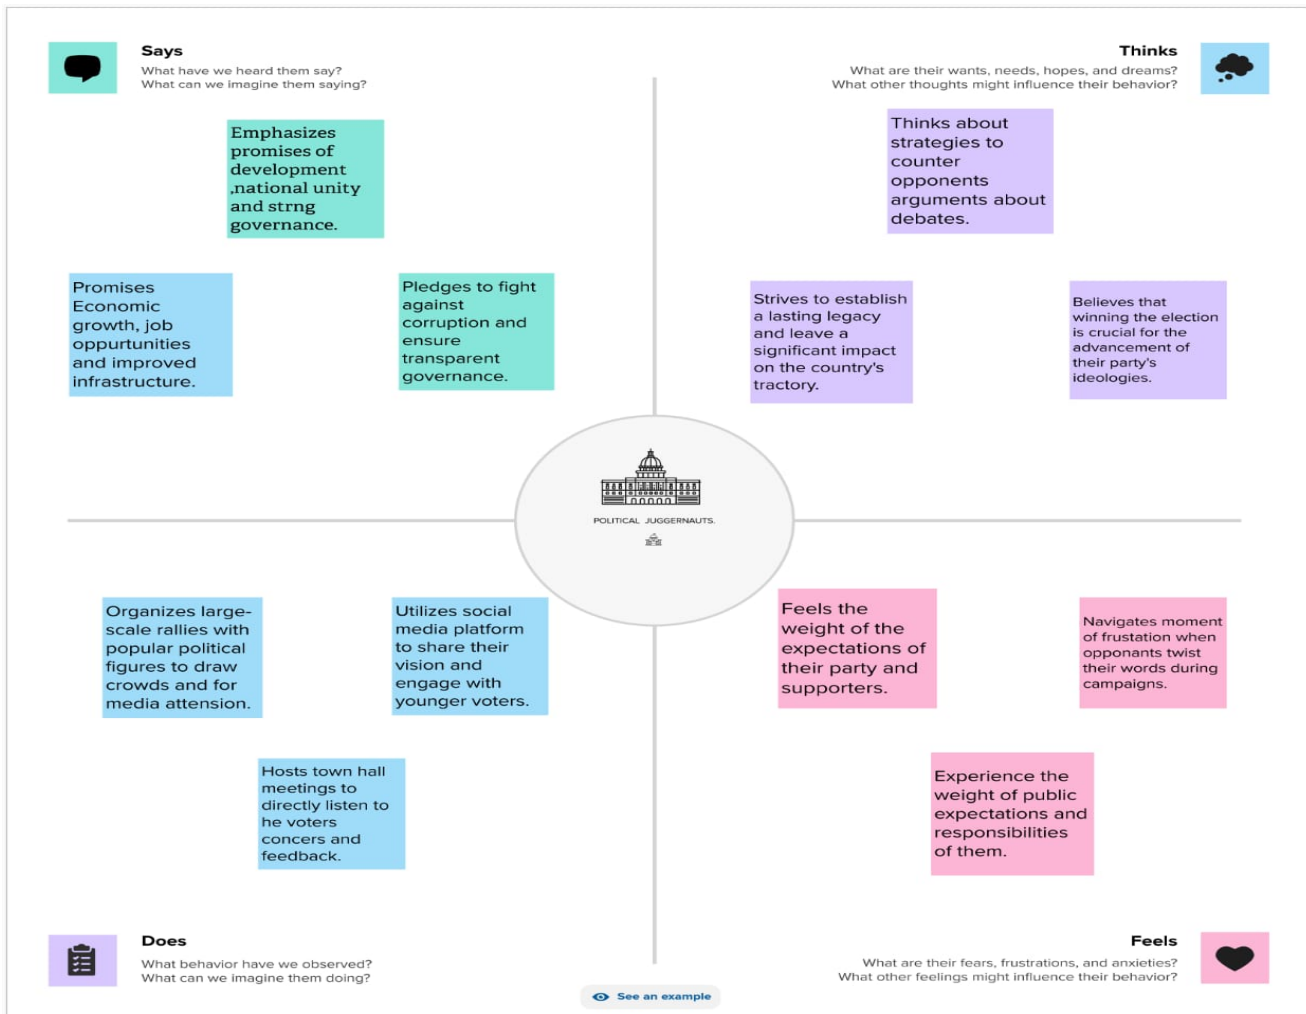 Says
What have we heard them say?
What can we imagine them saying?
Emphasizes
promises of
development
,national unity
and strng
governance.
Promises
Economic
growth, job
oppurtunities
and improved
infrastructure.
Pledges to fight
against
corruption and
ensure
transparent
governance.
Thinks
What are their wants, needs, hopes, and dreams?
What other thoughts might influence their behavior?
Thinks about
strategies to
counter
opponents
arguments about
debates.
Strives to establish
a lasting legacy
and leave a
significant impact
on the country's
tractory.
Believes that
winning the election
is crucial for the
advancement of
their party's
ideologies.
POLITICAL JUGGERNAUTS.
Organizes large-
scale rallies with
popular political
figures to draw
crowds and for
media attension.
Utilizes social
media platform
to share their
vision and
engage with
younger voters.
Hosts town hall
meetings to
directly listen to
he voters
concers and
feedback.
Does
What behavior have we observed?
What can we imagine them doing?
Feels the
weight of the
expectations of
their party and
supporters.
Navigates moment
of frustation when
opponants twist
their words during
campaigns.
Experience the
weight of public
expectations and
responsibilities
of them.
Feels
What are their fears, frustrations, and anxieties?
What other feelings might influence their behavior?
See an example